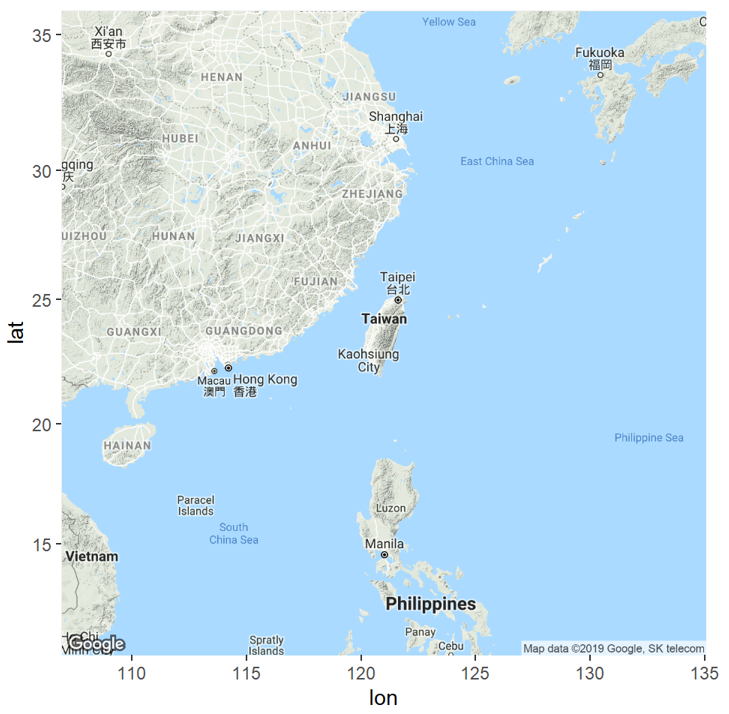 Yellow Sea
35
Xi'an
西安市
Fukuoka
福岡
HENAN
JIANGSU
Shanghai
上海
HUBEI
ANHUI
East China Sea
30
gqing
庆
ZHEJIANG
UIZHOU
HUNAN
JIANGXI
FUJIAN
Taipei
台北
25
Taiwan
GUANGXI
GUANGDONG
Kaohsiung
City
Macau
澳門
Hong Kong
香港
lat
20
Philippine Sea
HAINAN
Paracel
Islands
Luzon
South
China Sea
15
Manila
Vietnam
Philippines
Panay
Cebu
Spratly
Islands
Google
Map data ©2019 Google, SK telecom
110
115
120
125
130
135
lon